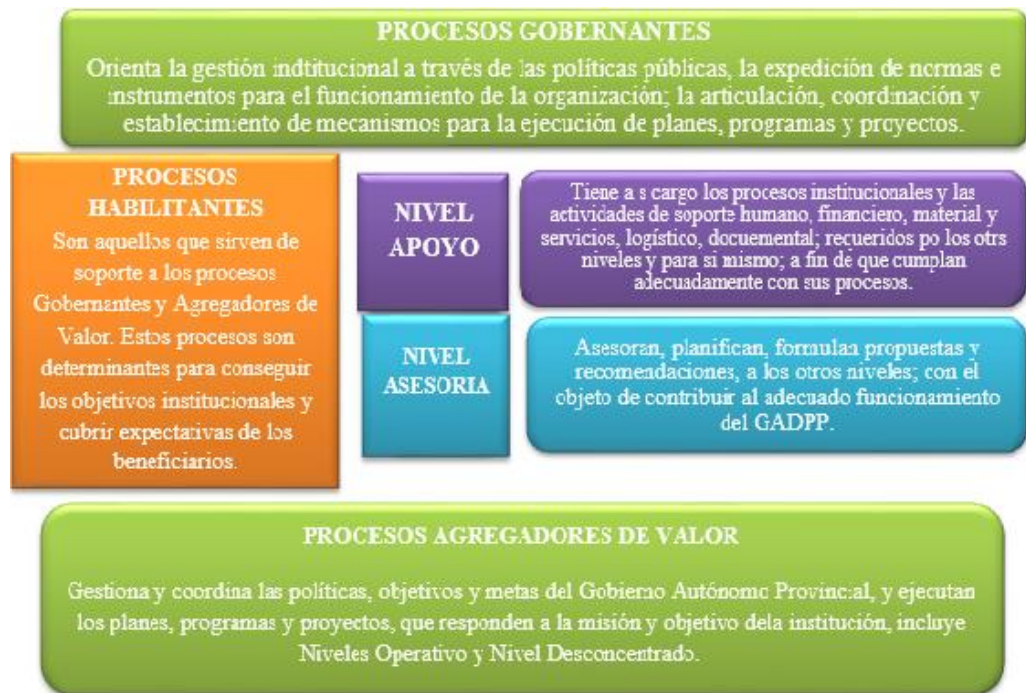 PROCESOS GOBERNANTES
Orienta la gestión indtitucional a través de las políticas públicas, la expedición de normas e
instrumentos para el funcionamiento de la organización; la articulación, coordinación y
establecimiento de mecanismos para la ejecución de planes, programas y proyectos.
PROCESOS
HABILITANTES
Son aquellos que sirven de
soporte a los procesos
Gobernantes y Agregadores de
Valor. Estos procesos son
determinantes para conseguir
los objetivos institucionales y
cubrir expectativas de los
beneficiarios.
NIVEL
APOYO
Tiene a s cargo los procesos institucionales y las
actividades de soporte humano, financiero, material y
servicios, logístico, docuemental; recueridos po los otrs
niveles y para si mismo; a fin de que cumplan
adecuadamente con sus procesos.
NIVEL
ASESORIA
Asesoran, planifican, formulan propuestas y
recomendaciones, a los otros niveles; con el
objeto de contribuir al adecuado funcionamiento
del GADPP.
PROCESOS AGREGADORES DE VALOR
Gestiona y coordina las políticas, objetivos y metas del Gobierno Autónomo Provincial, y ejecutan
los planes, programas y proyectos, que responden a la misión y objetivo dela institución, incluye
Niveles Operativo y Nivel Desconcentrado.